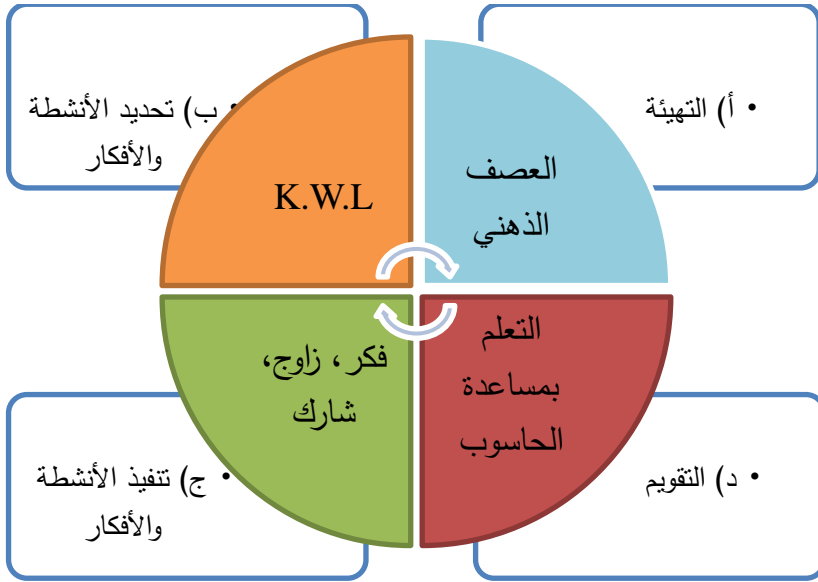 • أ) التهيئة
العصف
الذهني
• ب) تحديد الأنشطة
والأفكار
K.W.L
فكر ، زاوج،
شارك
• ج) تنفيذ الأنشطة
والأفكار
التعلم
بمساعدة
الحاسوب
• د) التقويم